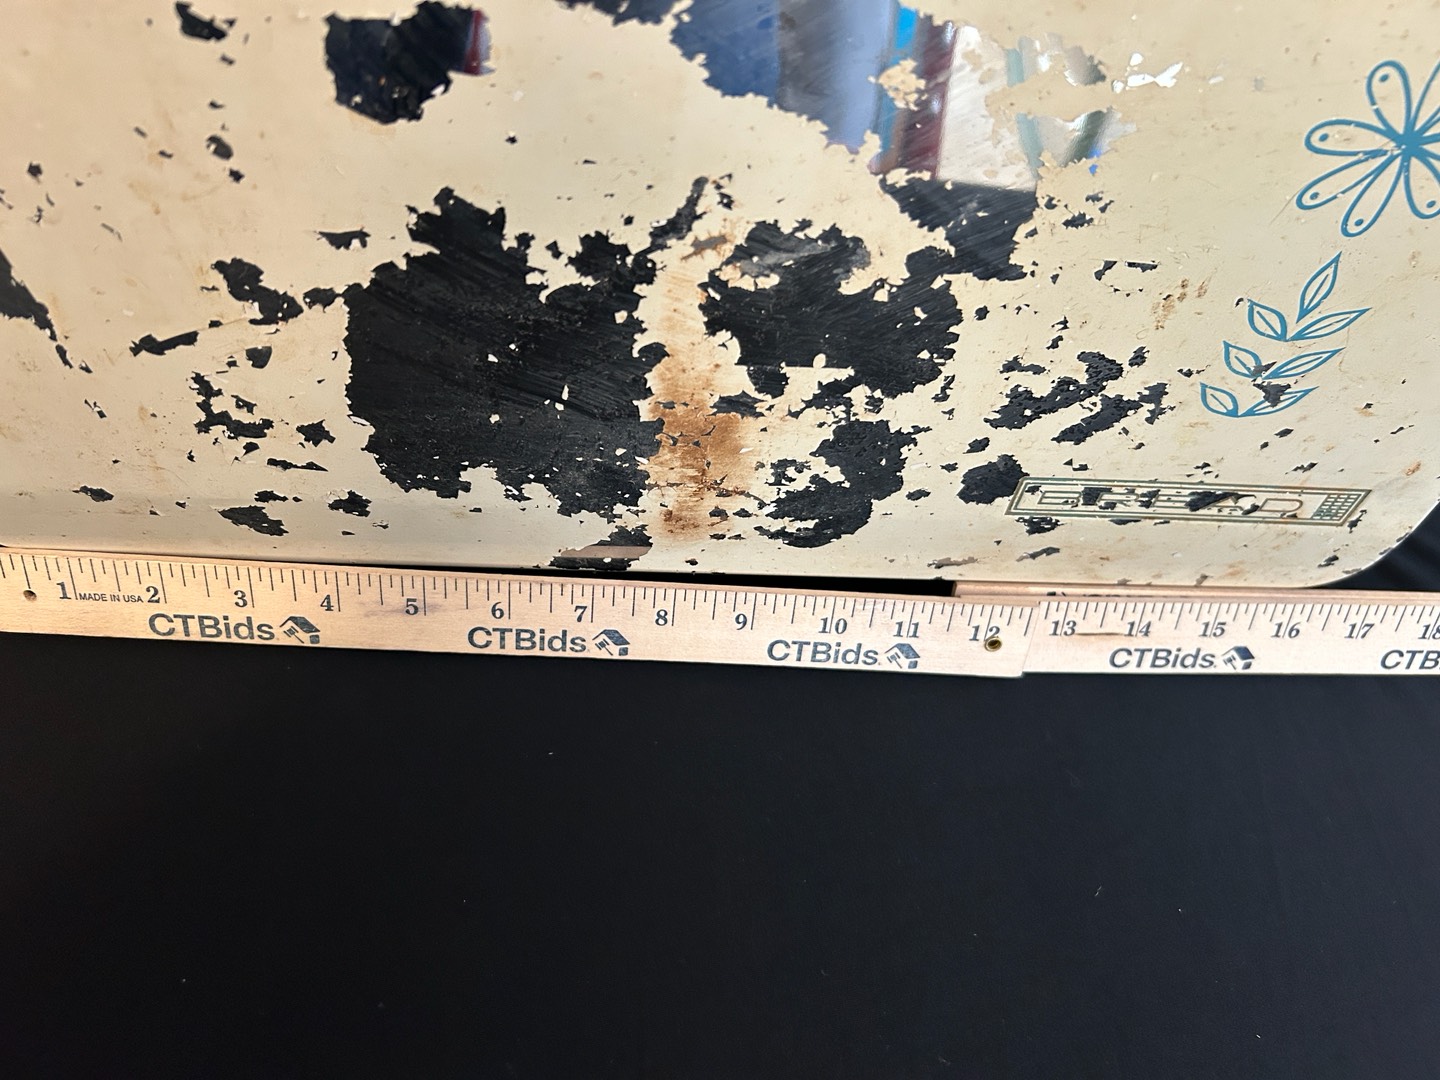 BREAD
1 MADE IN USA 2 3 4 5 6 7 8 9 10 11 12 13 14 15 16 17 18
CTBids. CTBids. CTBids. CTBids. CTB